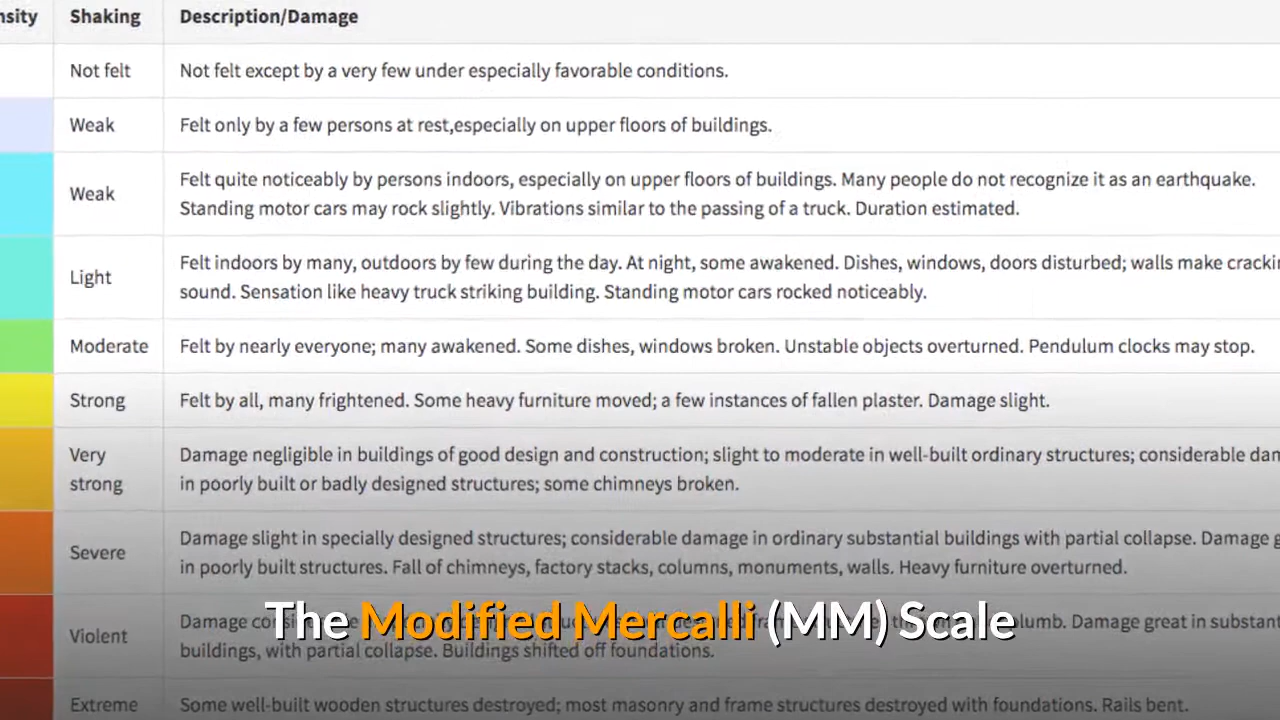 nsity Shaking Description/Damage
Not felt Not felt except by a very few under especially favorable conditions.
Weak Felt only by a few persons at rest,especially on upper floors of buildings.
Weak Felt quite noticeably by persons indoors, especially on upper floors of buildings. Many people do not recognize it as an earthquake.
Standing motor cars may rock slightly. Vibrations similar to the passing of a truck. Duration estimated.
Light Felt indoors by many, outdoors by few during the day. At night, some awakened. Dishes, windows, doors disturbed; walls make crackin
sound. Sensation like heavy truck striking building. Standing motor cars rocked noticeably.
Moderate Felt by nearly everyone; many awakened. Some dishes, windows broken. Unstable objects overturned. Pendulum clocks may stop.
Strong Felt by all, many frightened. Some heavy furniture moved; a few instances of fallen plaster. Damage slight.
Very strong Damage negligible in buildings of good design and construction; slight to moderate in well-built ordinary structures; considerable dam
in poorly built or badly designed structures; some chimneys broken.
Severe Damage slight in specially designed structures; considerable damage in ordinary substantial buildings with partial collapse. Damage g
in poorly built structures. Fall of chimneys, factory stacks, columns, monuments, walls. Heavy furniture overturned.
The Modified Mercalli (MM) Scale
Violent Damage plumb. Damage great in substant
buildings, with partial collapse. Buildings shifted off foundations.
Extreme Some well-built wooden structures destroyed; most masonry and frame structures destroyed with foundations. Rails bent.